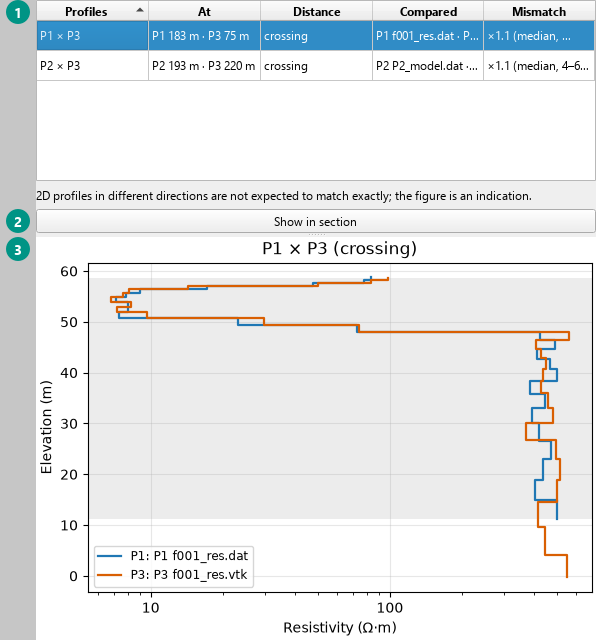 1
Profiles At Distance Compared Mismatch
P1 × P3 P1 183 m · P3 75 m crossing P1 f001_res.dat · P... ×1.1 (median, ...
P2 × P3 P2 193 m · P3 220 m crossing P2 P2_model.dat ·... ×1.1 (median, 4–6...
2D profiles in different directions are not expected to match exactly; the figure is an indication.
2 Show in section
3
P1 × P3 (crossing)
60
50
40
30
20
10
0
Elevation (m)
P1: P1 f001_res.dat
P3: P3 f001_res.vtk
10 100
Resistivity (Ω·m)